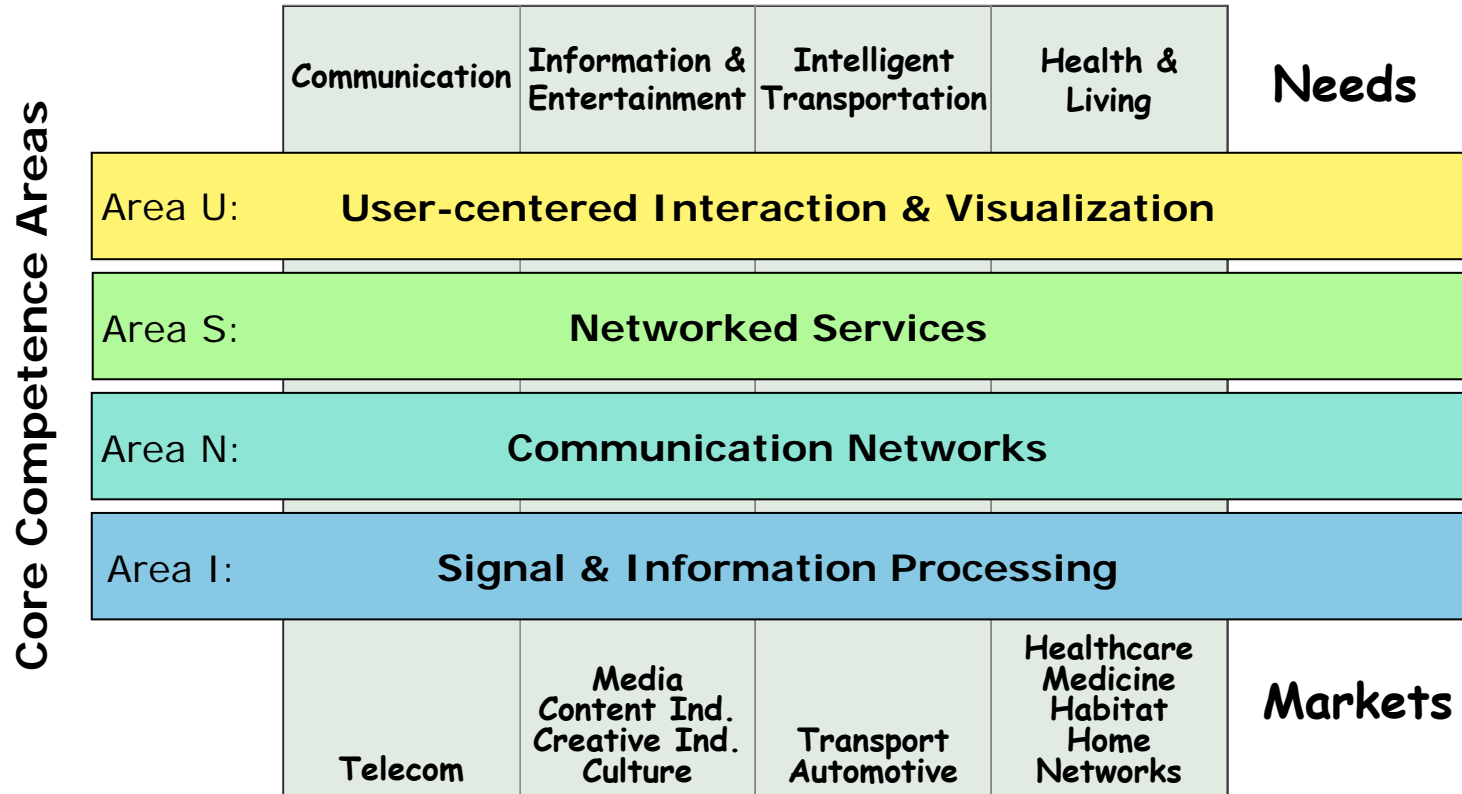 Core Competence Areas
Communication
Information &
Entertainment
Intelligent
Transportation
Health &
Living
Needs
Area U: User-centered Interaction & Visualization
Area S: Networked Services
Area N: Communication Networks
Area I: Signal & Information Processing
Telecom
Media
Content Ind.
Creative Ind.
Culture
Transport
Automotive
Healthcare
Medicine
Habitat
Home
Networks
Markets